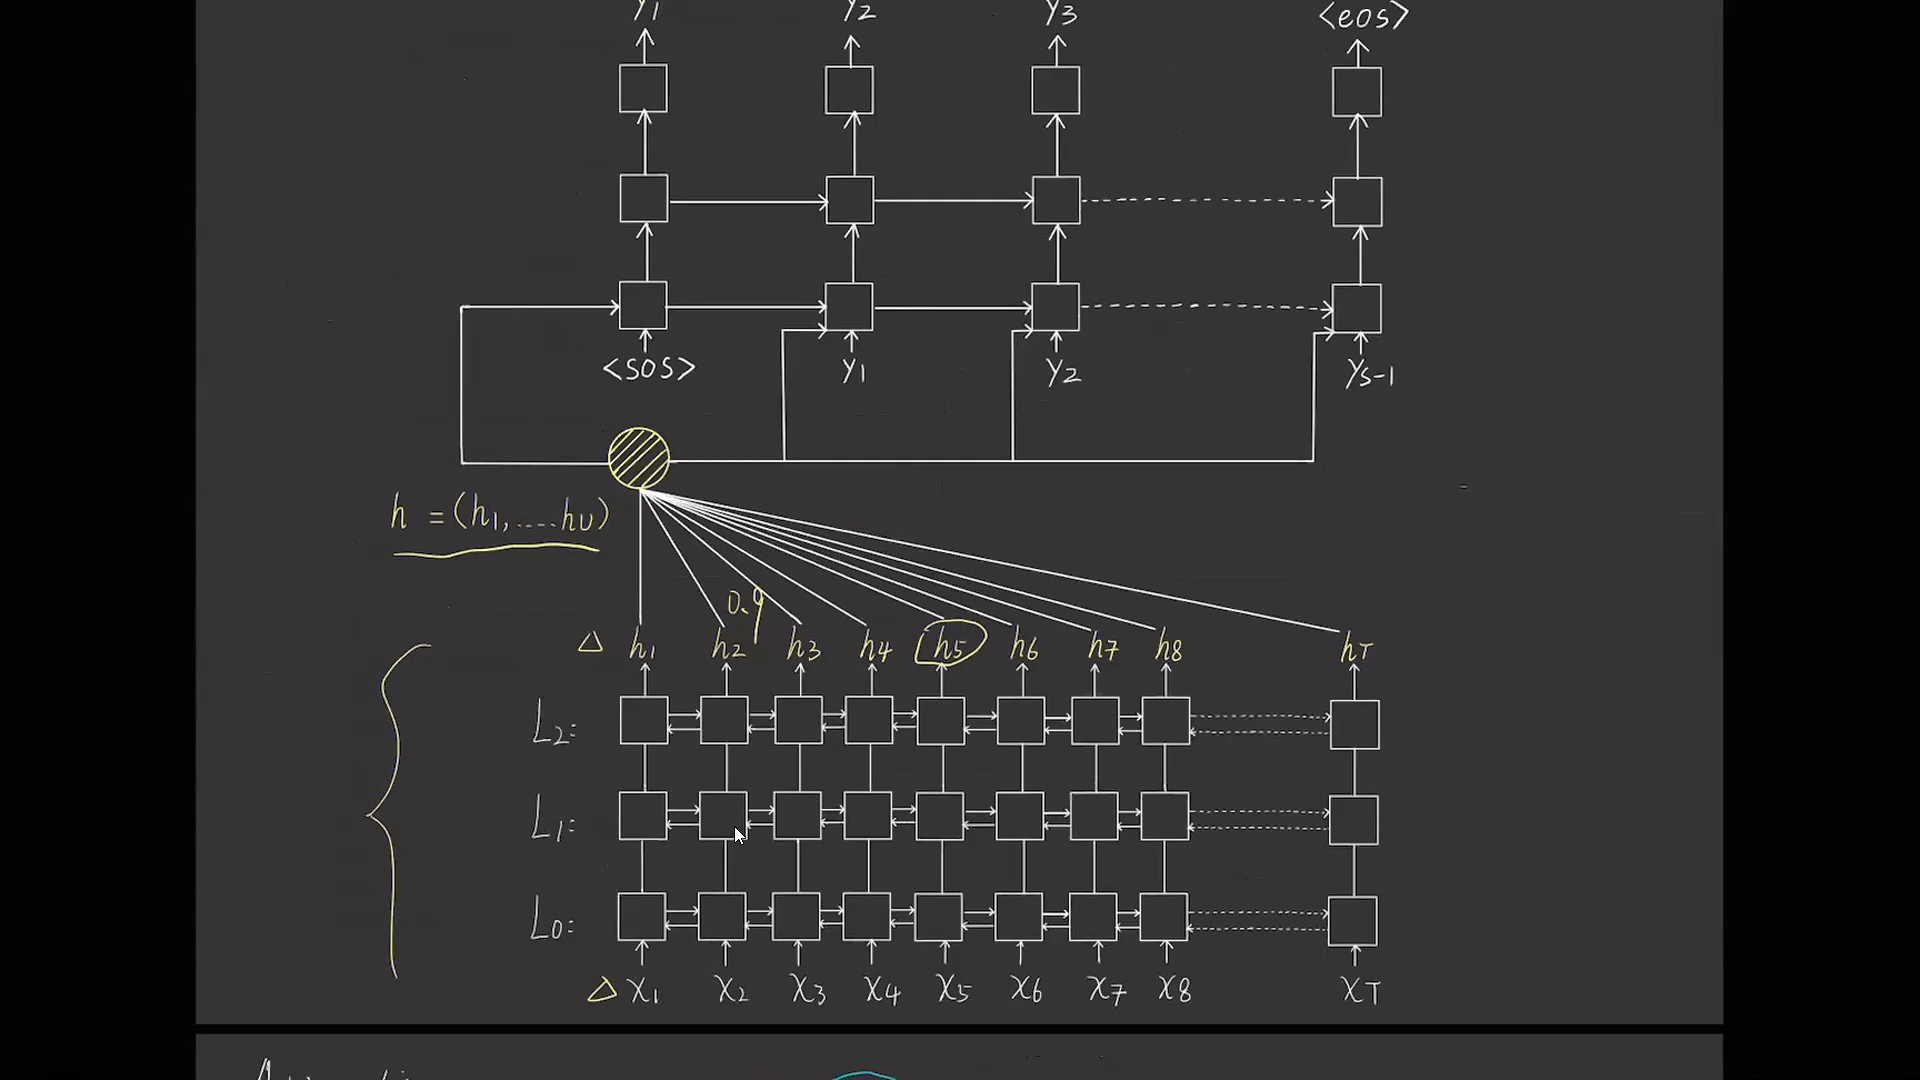 y1 y2 y3 <eos>
<sos> y1 y2 ys-1
h = (h1,....hU)
0.9
Δ h1 h2 h3 h4 h5 h6 h7 h8 hT
L2:
L1:
L0:
Δ x1 x2 x3 x4 x5 x6 x7 x8 xT